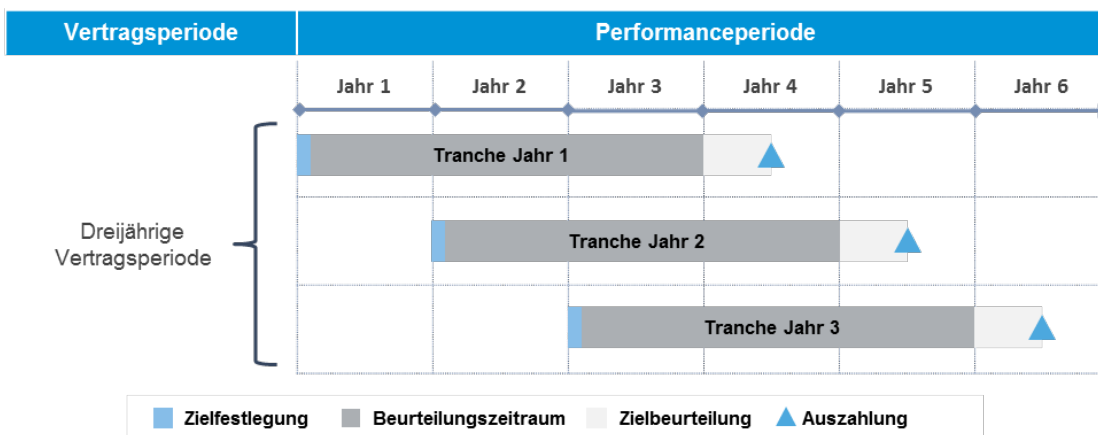 Vertragsperiode
Performanceperiode
Jahr 1
Jahr 2
Jahr 3
Jahr 4
Jahr 5
Jahr 6
Tranche Jahr 1
Dreijährige
Vertragsperiode
Tranche Jahr 2
Tranche Jahr 3
Zielfestlegung
Beurteilungszeitraum
Zielbeurteilung
Auszahlung